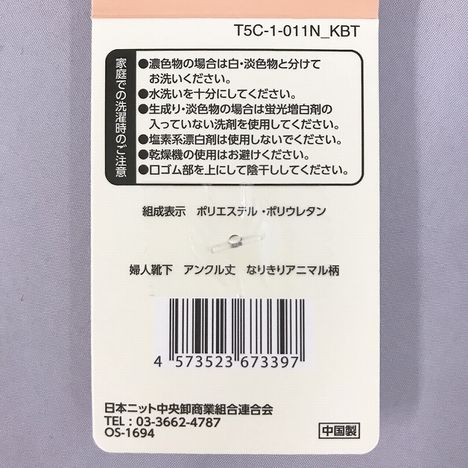 T5C-1-011N_KBT
家庭での洗濯時のご注意
●濃色物の場合は白・淡色物と分けて
お洗いください。
●水洗いを十分にしてください。
●生成り・淡色物の場合は蛍光増白剤の
入っていない洗剤を使用してください。
●塩素系漂白剤は使用しないでください。
●乾燥機の使用はお避けください。
●口ゴム部を上にして陰干ししてください。
組成表示　ポリエステル・ポリウレタン
婦人靴下　アンクル丈　なりきりアニマル柄
4 573523 673397
日本ニット中央卸商業組合連合会
TEL : 03-3662-4787
OS-1694
中国製